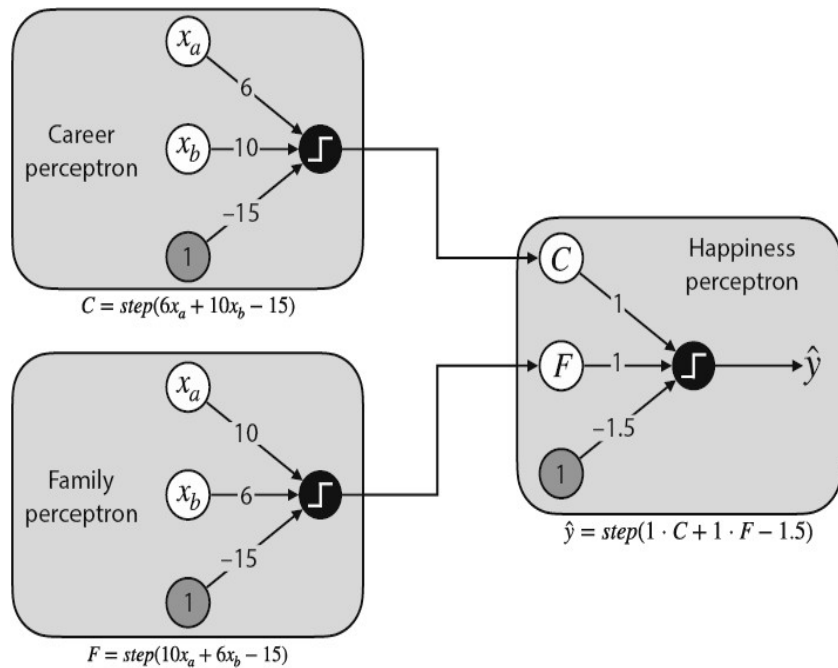 x_a
6
Career
perceptron
x_b
10
–15
1
C = step(6x_a + 10x_b – 15)
x_a
10
Family
perceptron
x_b
6
–15
1
F = step(10x_a + 6x_b – 15)
Happiness
perceptron
C
1
F
1
ŷ
–1.5
1
ŷ = step(1 · C + 1 · F – 1.5)